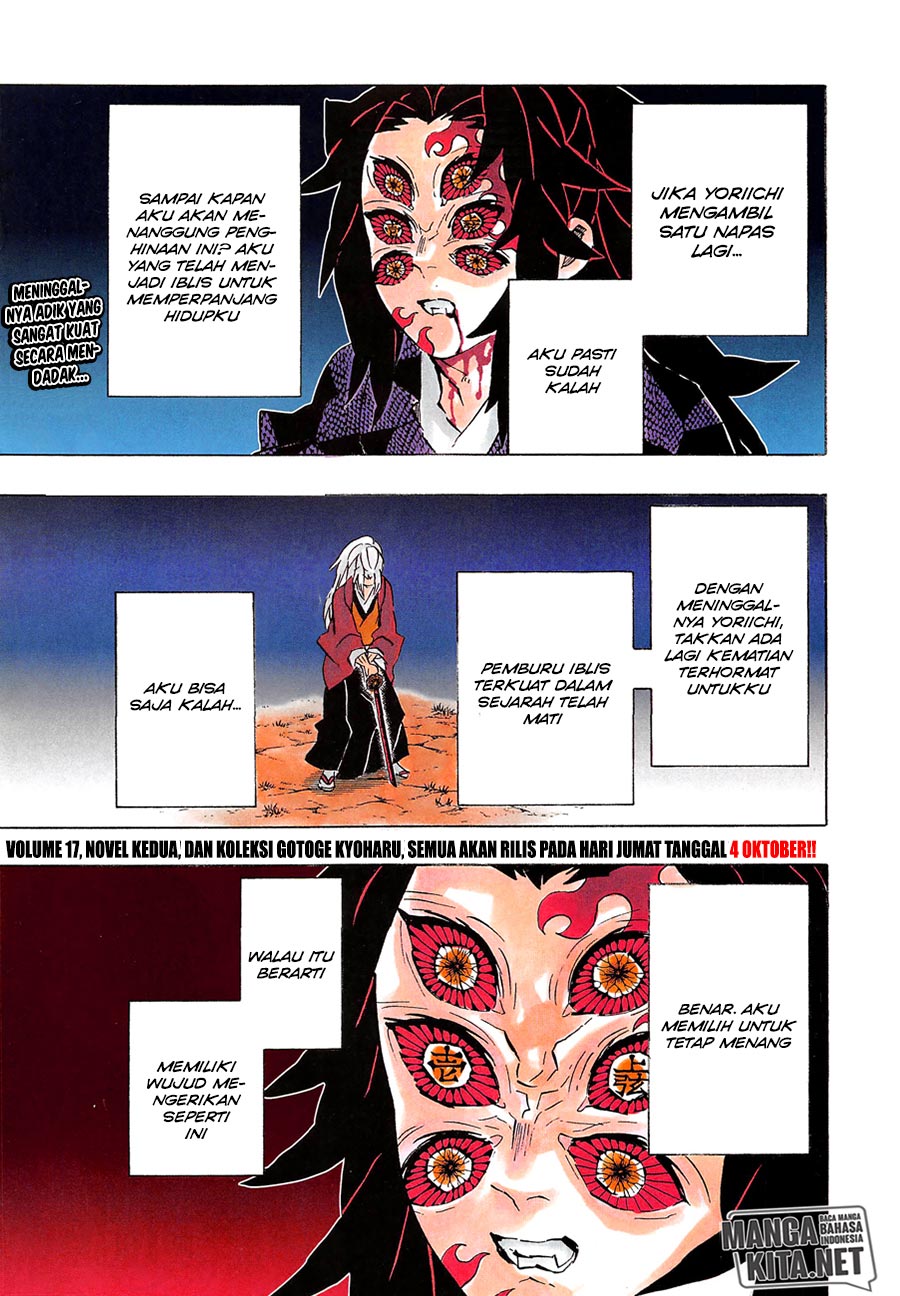 JIKA YORIICHI
MENGAMBIL
SATU NAPAS
LAGI...
AKU PASTI
SUDAH
KALAH
SAMPAI KAPAN
AKU AKAN ME-
NANGGUNG PENG-
HINAAN INI? AKU
YANG TELAH MEN-
JADI IBLIS UNTUK
MEMPERPANJANG
HIDUPKU
MENINGGAL-
NYA ADIK YANG
SANGAT KUAT
SECARA MEN-
DADAK...
DENGAN
MENINGGAL-
NYA YORIICHI,
TAKKAN ADA
LAGI KEMATIAN
TERHORMAT
UNTUKKU
PEMBURU IBLIS
TERKUAT DALAM
SEJARAH TELAH
MATI
AKU BISA
SAJA KALAH...
VOLUME 17, NOVEL KEDUA, DAN KOLEKSI GOTOGE KYOHARU, SEMUA AKAN RILIS PADA HARI JUMAT TANGGAL 4 OKTOBER!!
BENAR. AKU
MEMILIH UNTUK
TETAP MENANG
WALAU ITU
BERARTI
MEMILIKI
WUJUD ME-
NGERIKAN
SEPERTI
INI
上弦
壱
MANGA
BACA MANGA
BAHASA
INDONESIA
KITA.NET